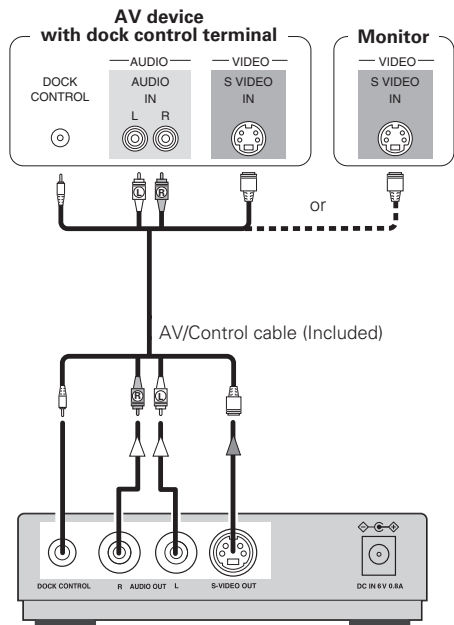 AV device
with dock control terminal
Monitor
AUDIO
VIDEO
VIDEO
DOCK
CONTROL
AUDIO
IN
L R
S VIDEO
IN
S VIDEO
IN
L R
or
AV/Control cable (Included)
R L
DOCK CONTROL R AUDIO OUT L S-VIDEO OUT DC IN 6V 0.8A